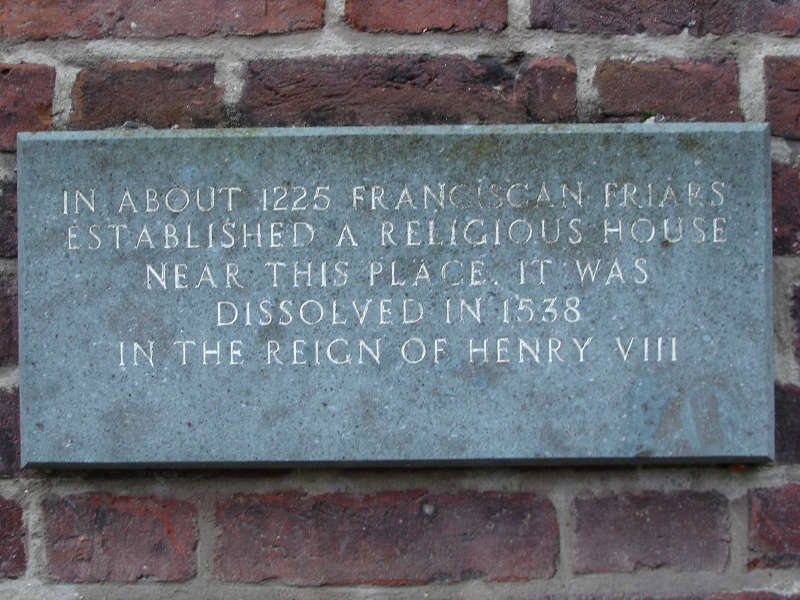 IN ABOUT 1225 FRANCISCAN FRIARS
ESTABLISHED A RELIGIOUS HOUSE
NEAR THIS PLACE. IT WAS
DISSOLVED IN 1538
IN THE REIGN OF HENRY VIII